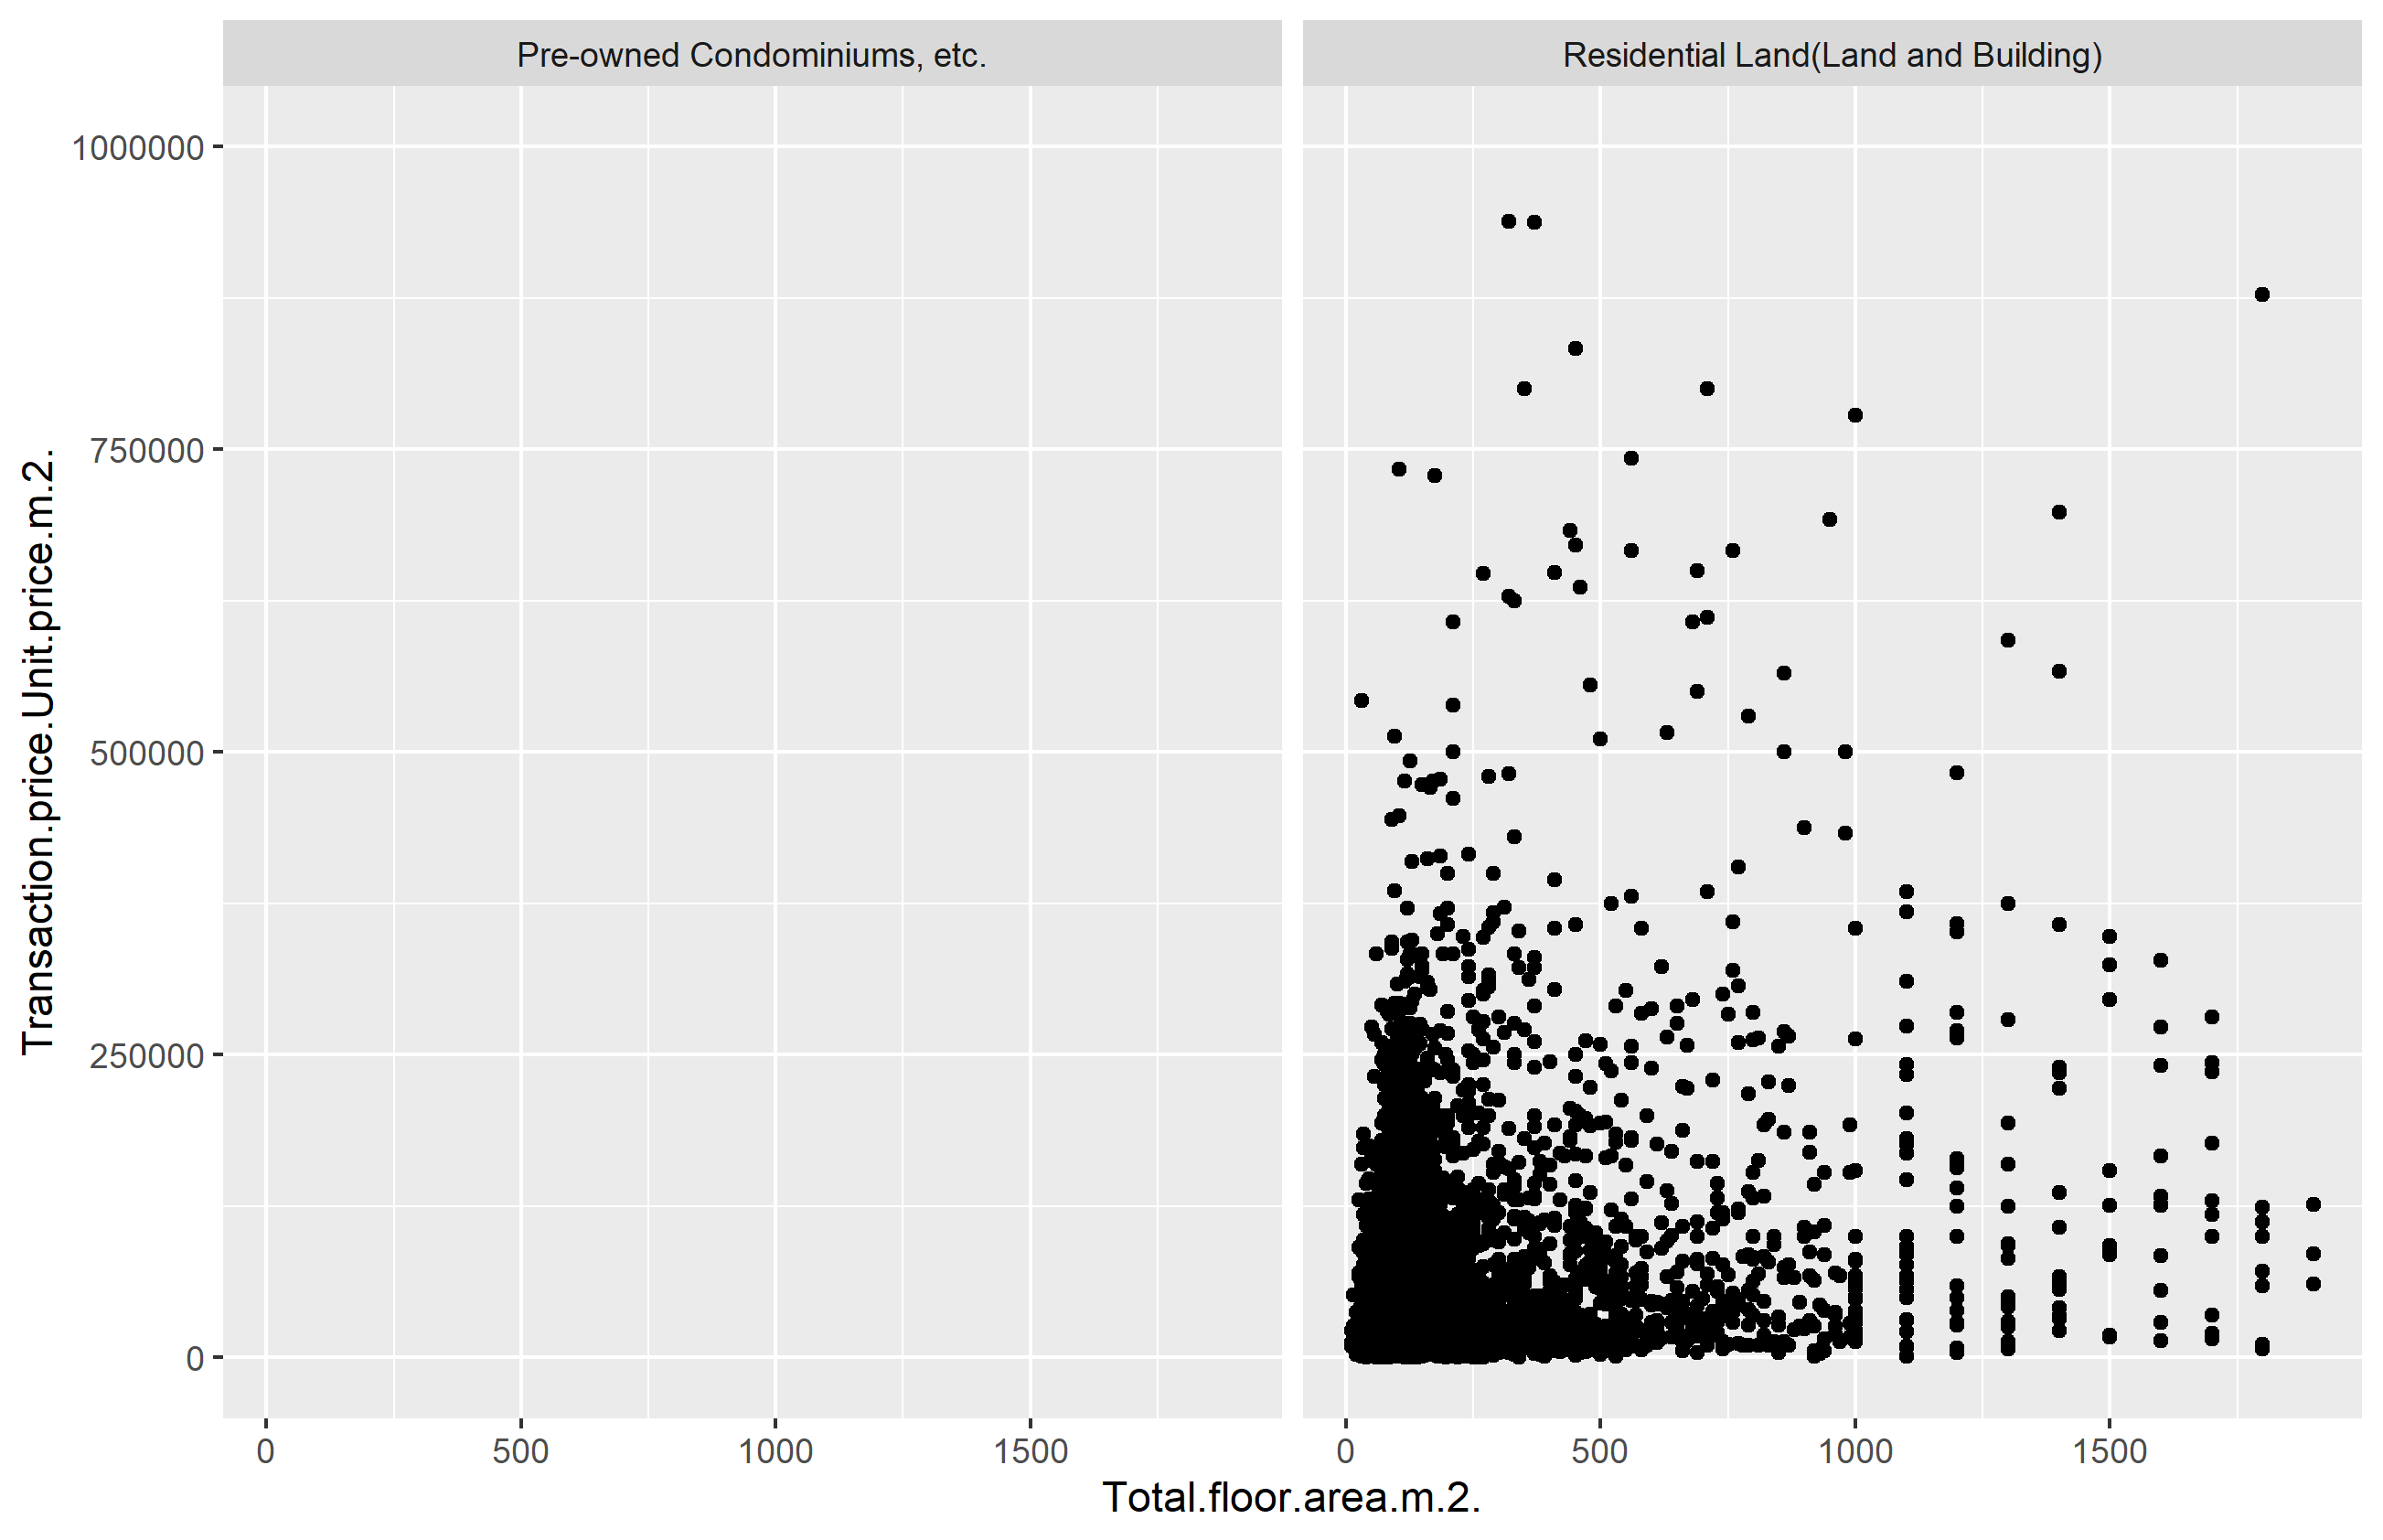 Pre-owned Condominiums, etc.
Residential Land(Land and Building)
Transaction.price.Unit.price.m.2.
1000000
750000
500000
250000
0
0 500 1000 1500
0 500 1000 1500
Total.floor.area.m.2.